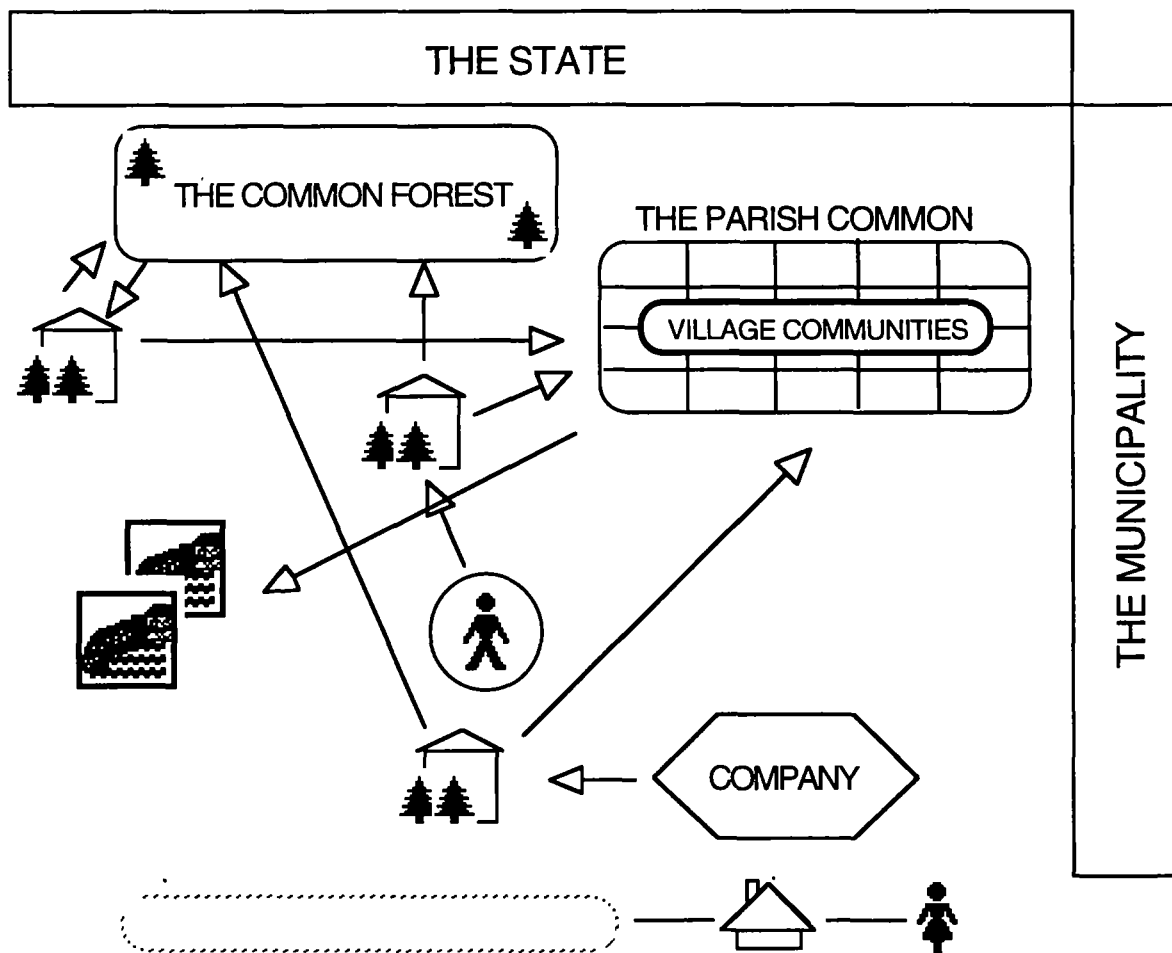 THE STATE
THE COMMON FOREST
THE PARISH COMMON
VILLAGE COMMUNITIES
THE MUNICIPALITY
COMPANY